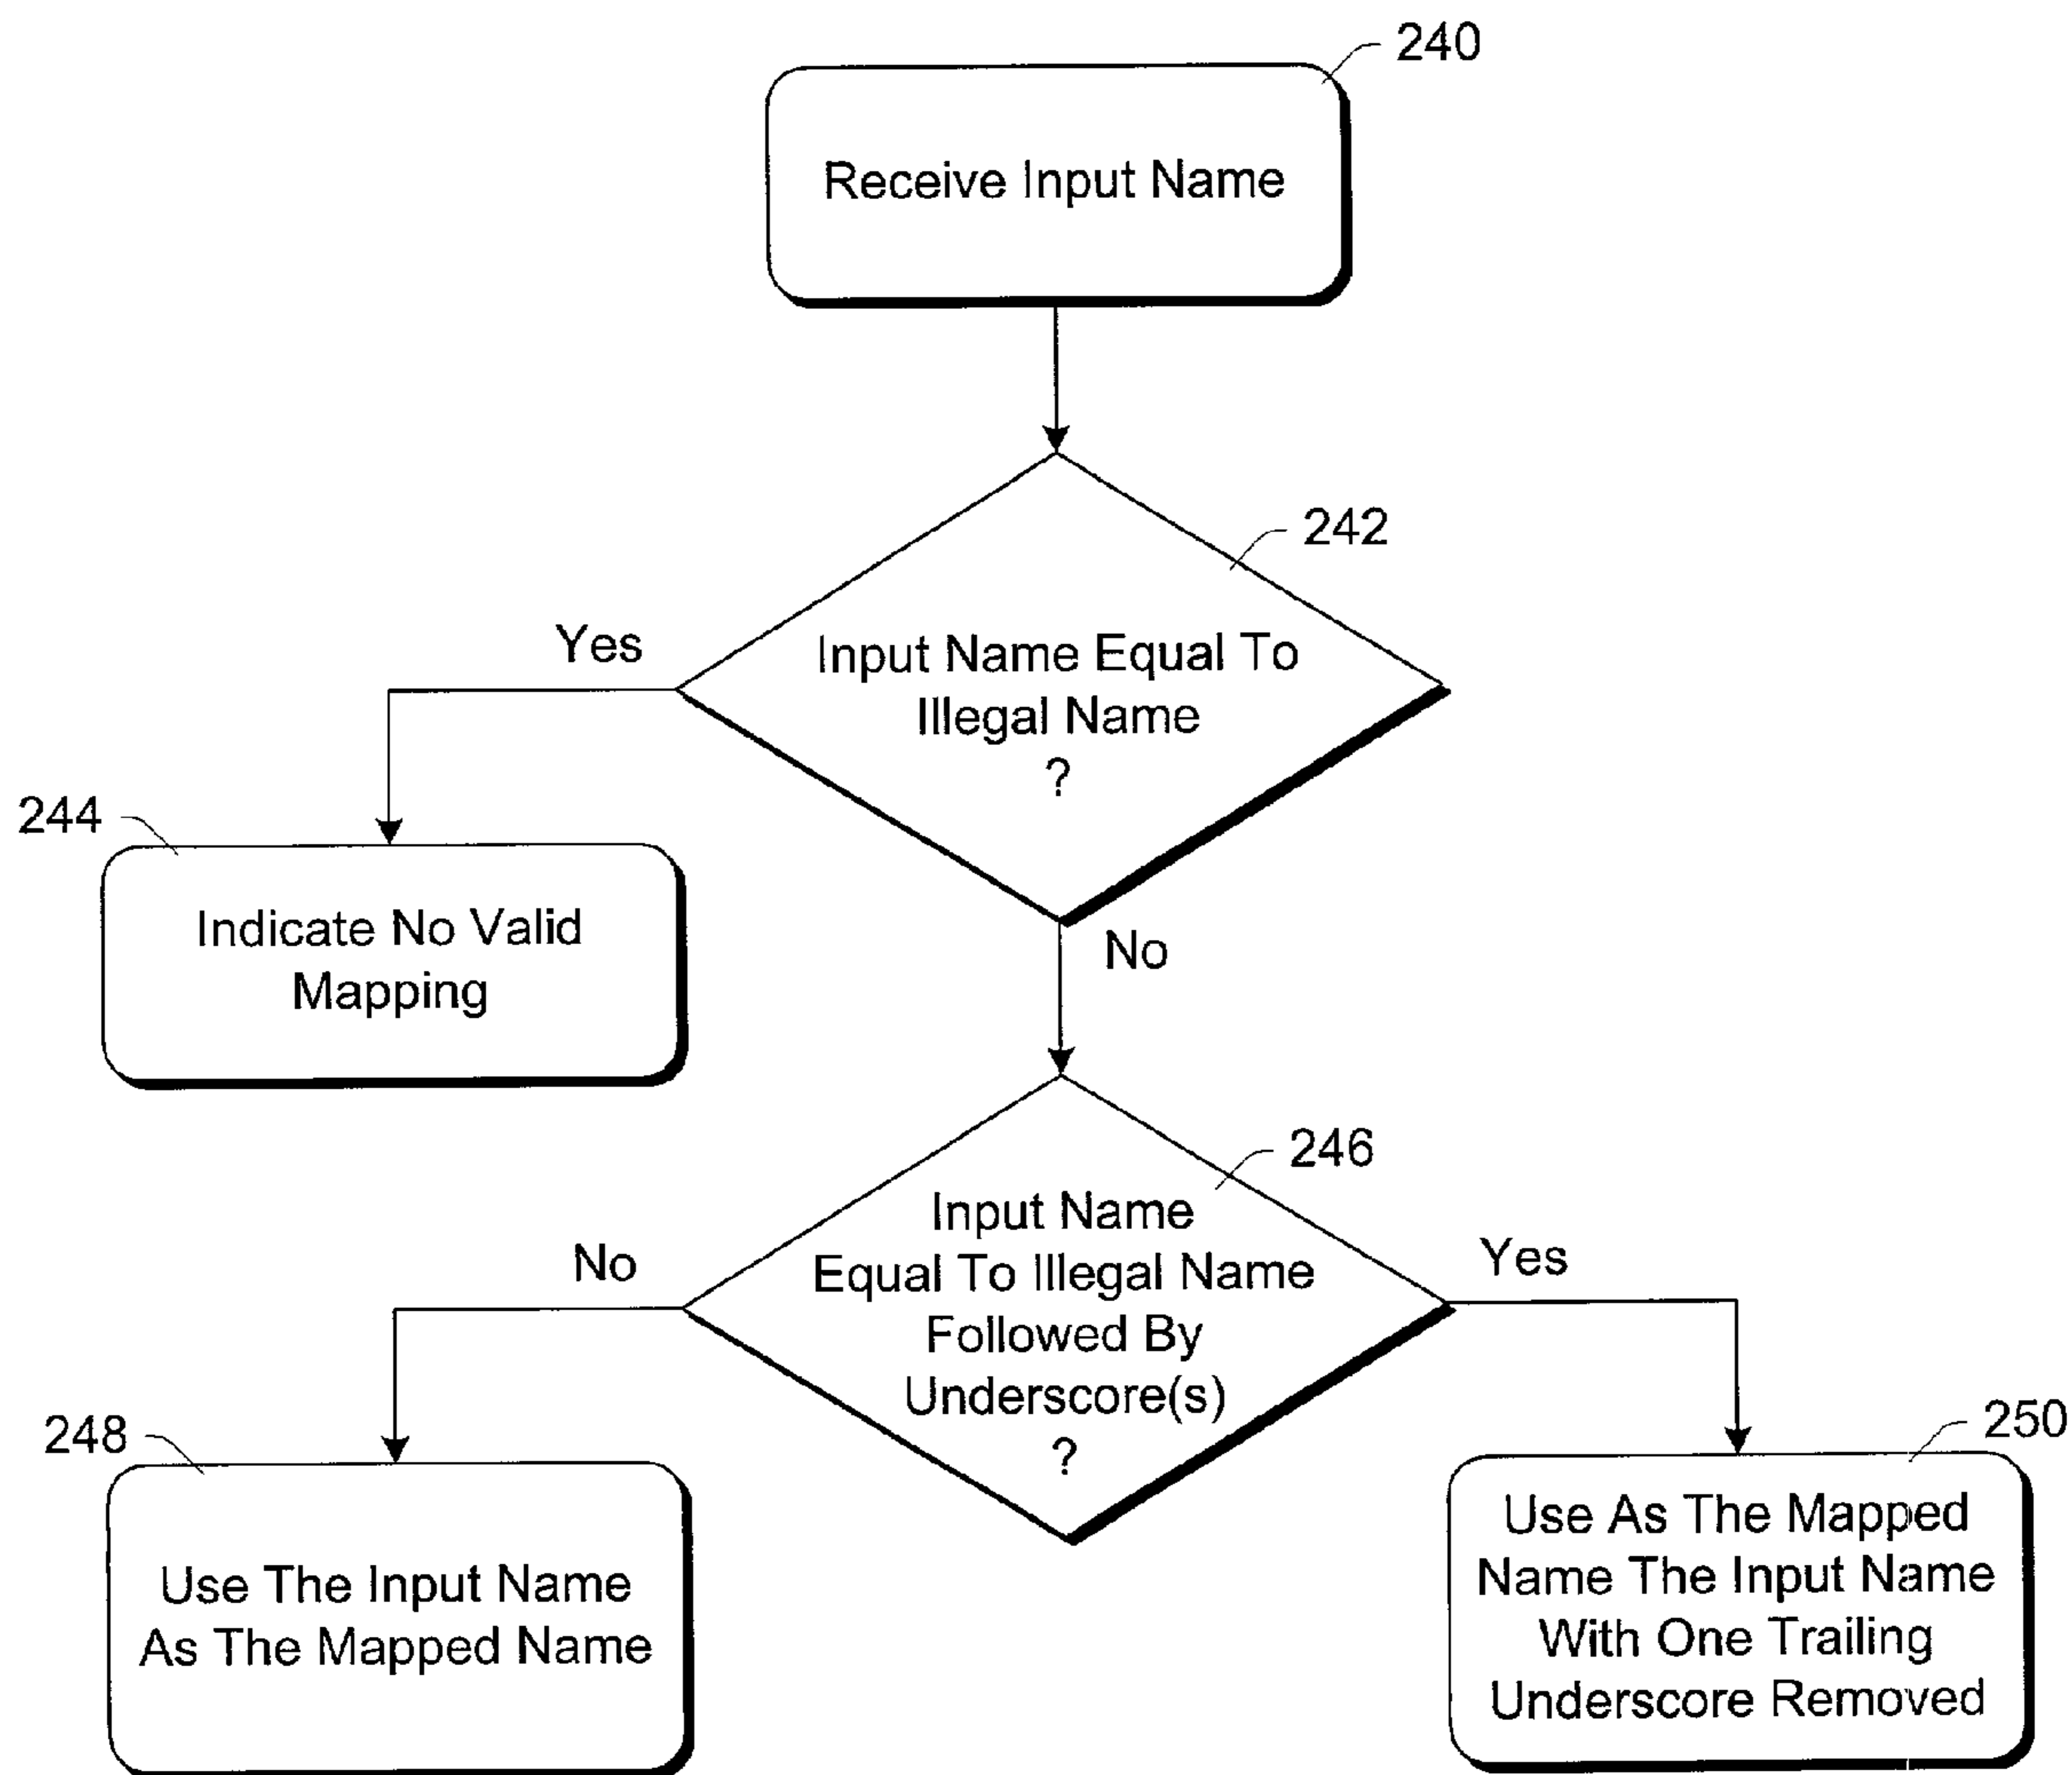 240
Receive Input Name
242
Yes
Input Name Equal To
Illegal Name
?
244
No
Indicate No Valid
Mapping
246
Input Name
No
Equal To Illegal Name
Yes
Followed By
Underscore(s)
?
248
250
Use The Input Name
As The Mapped Name
Use As The Mapped
Name The Input Name
With One Trailing
Underscore Removed